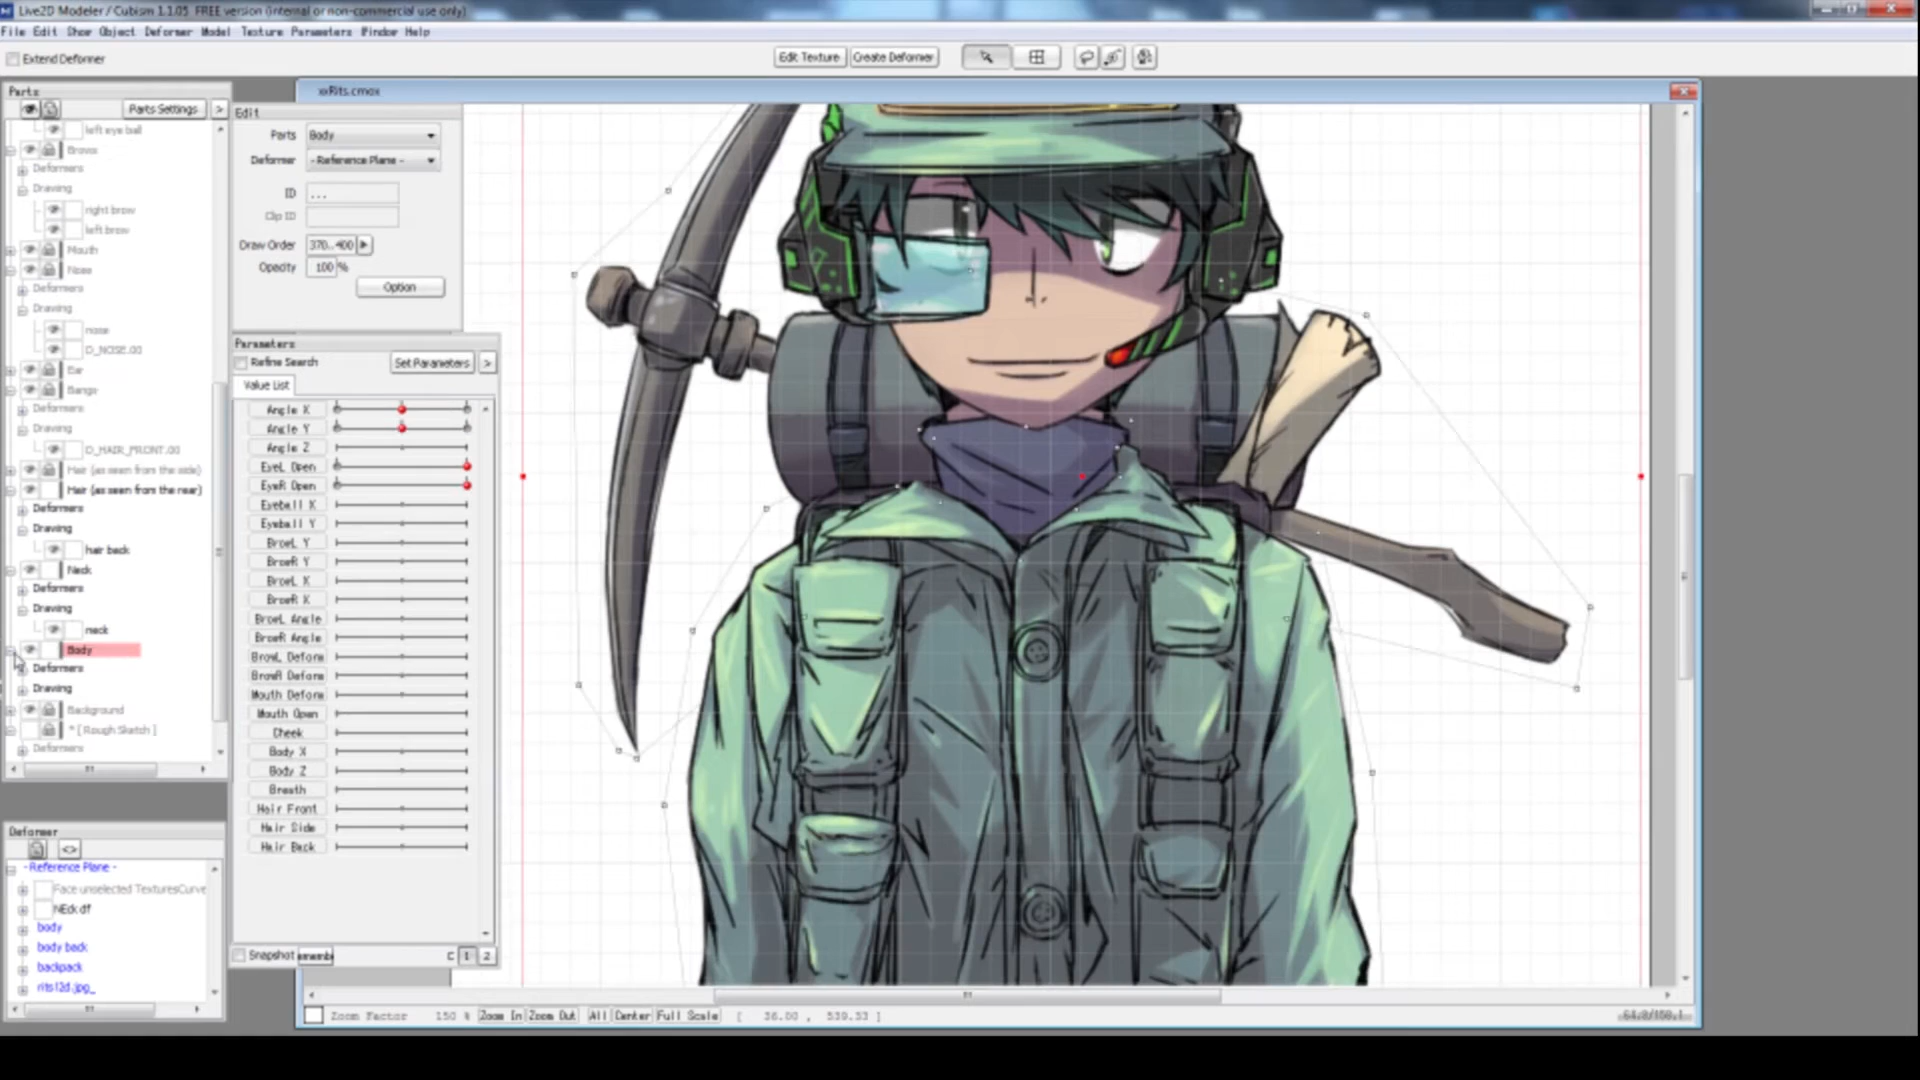 Live2D Modeler / Cubism 1.1.05  FREE version (internal or non-commercial use only)
File Edit Show Object Deformer Model Texture Parameters Window Help
Extend Deformer
Edit Texture
Create Deformer
Parts
Parts Settings
>
left eye ball
Brows
Deformers
Drawing
right brow
left brow
Mouth
Nose
Deformers
Drawing
nose
D_NOSE.00
Ear
Bangs
Deformers
Drawing
D_HAIR_FRONT.00
Hair (as seen from the side)
Hair (as seen from the rear)
Deformers
Drawing
hair back
Neck
Deformers
Drawing
neck
Body
Deformers
Drawing
Background
* [ Rough Sketch ]
Deformers
Deformer
<>
- Reference Plane -
Face unselected TexturesCurve
NEck df
body
body back
backpack
rits l2d.jpg_
Edit
Parts Body
Deformer - Reference Plane -
ID ...
Clip ID
Draw Order 370..400
Opacity 100 %
Option
Parameters
Refine Search
Set Parameters
>
Value List
Angle X
Angle Y
Angle Z
EyeL Open
EyeR Open
Eyeball X
Eyeball Y
BrowL Y
BrowR Y
BrowL X
BrowR X
BrowL Angle
BrowR Angle
BrowL Deform
BrowR Deform
Mouth Deform
Mouth Open
Cheek
Body X
Body Z
Breath
Hair Front
Hair Side
Hair Back
Snapshot
C 1 2
xxRits.cmox
Zoom Factor 150 % Zoom In Zoom Out All Center Full Scale [ 36.00 , 539.33 ]